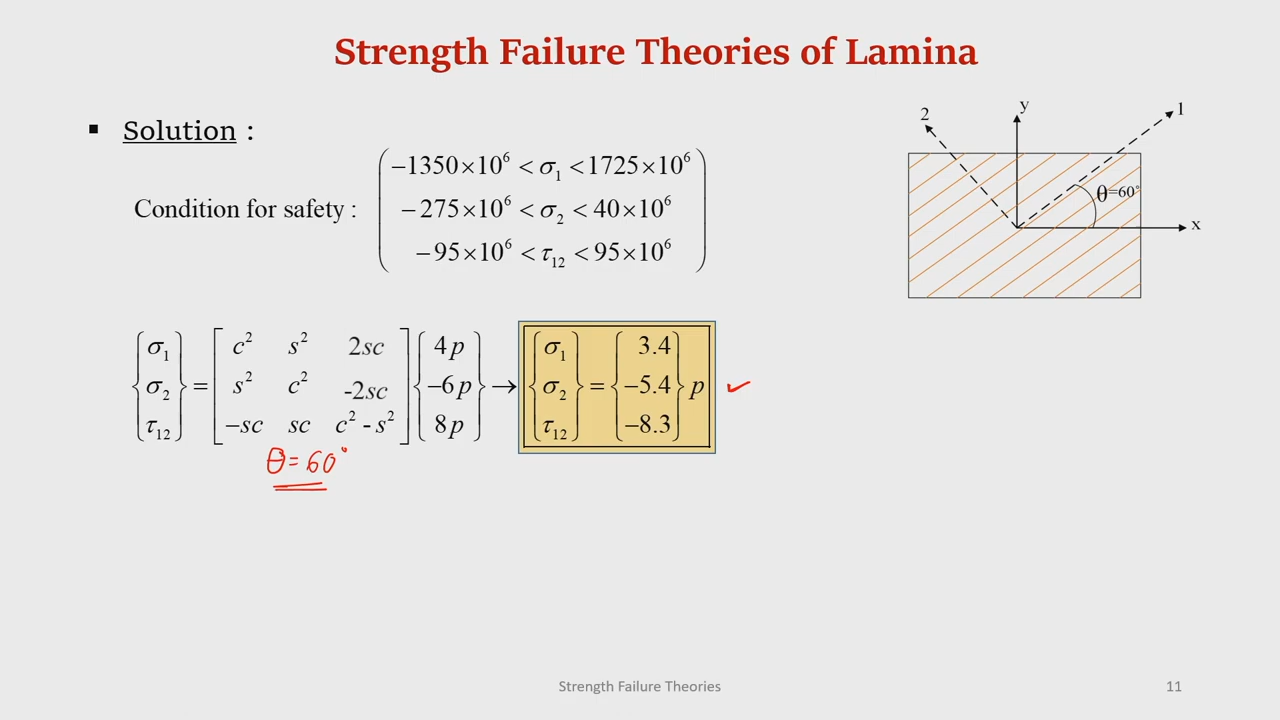 Strength Failure Theories of Lamina
▪ Solution :
Condition for safety :
−1350×10⁶ < σ₁ < 1725×10⁶
−275×10⁶ < σ₂ < 40×10⁶
−95×10⁶ < τ₁₂ < 95×10⁶
2
y
1
θ=60°
x
{σ₁ σ₂ τ₁₂} = [c² s² 2sc; s² c² -2sc; −sc sc c² - s²] {4p −6p 8p} → {σ₁ σ₂ τ₁₂} = {3.4 −5.4 −8.3} p ✓
θ = 60°
Strength Failure Theories
11